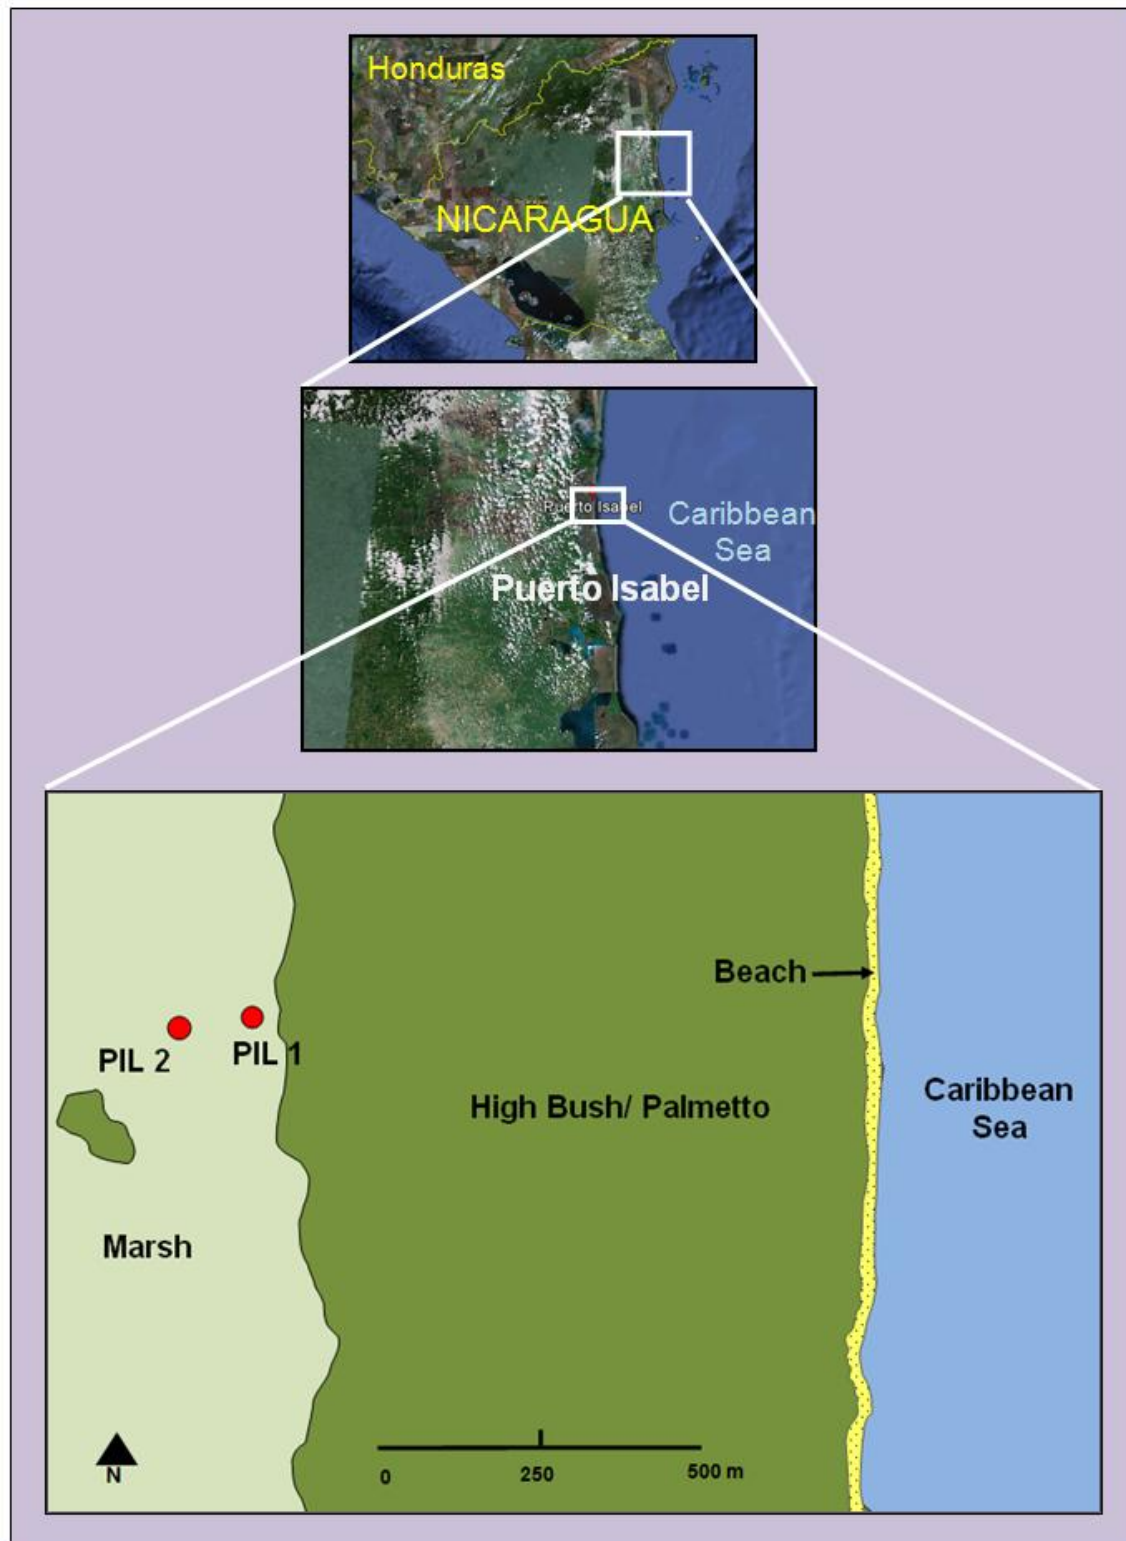 Honduras
NICARAGUA
Puerto Isabel
Caribbean
Sea
Puerto Isabel
Beach
PIL 2
PIL 1
High Bush/ Palmetto
Caribbean
Sea
Marsh
N
0
250
500 m